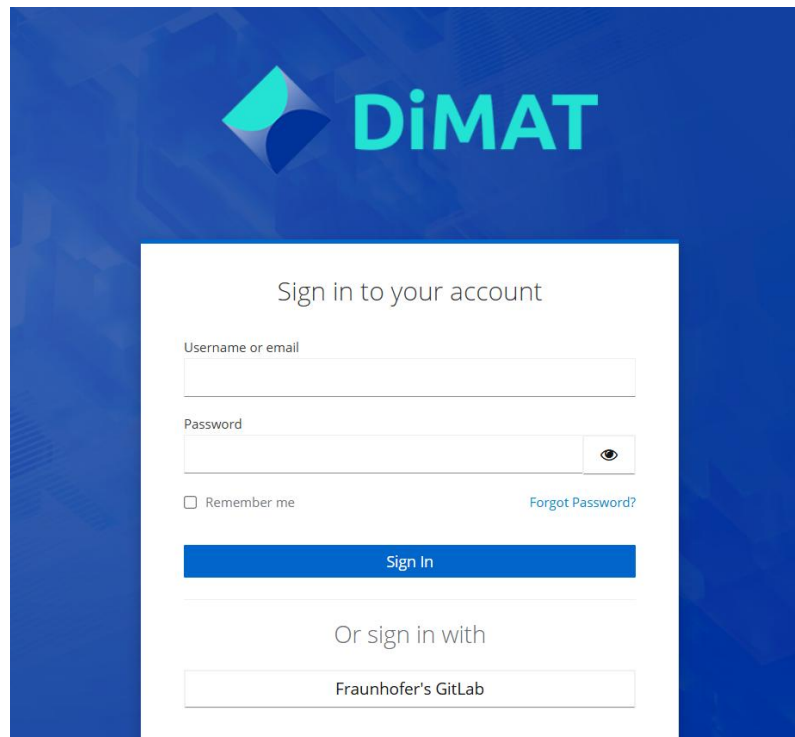 DiMAT
Sign in to your account
Username or email
Password
Remember me
Forgot Password?
Sign In
Or sign in with
Fraunhofer's GitLab